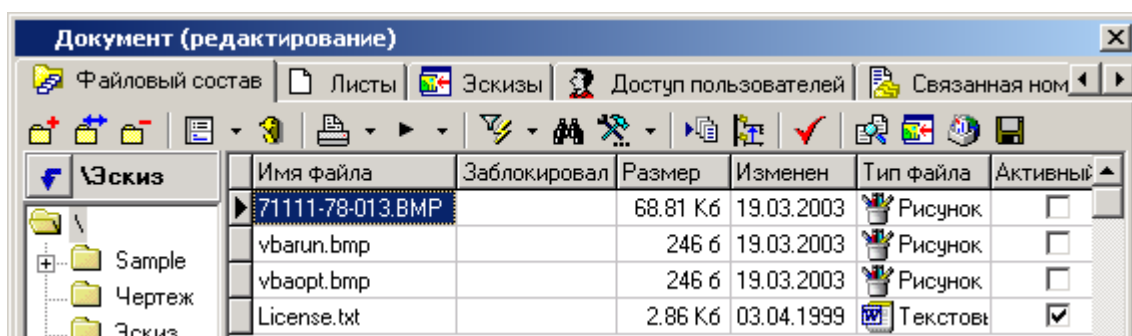 Документ (редактирование)
Файловый состав Листы Эскизы Доступ пользователей Связанная ном
\Эскиз
Имя файла Заблокировал Размер Изменен Тип файла Активный
\ 71111-78-013.BMP 68.81 Кб 19.03.2003 Рисунок
Sample vbarun.bmp 246 б 19.03.2003 Рисунок
Чертеж vbaopt.bmp 246 б 19.03.2003 Рисунок
Эскиз License.txt 2.86 Кб 03.04.1999 Текстовы